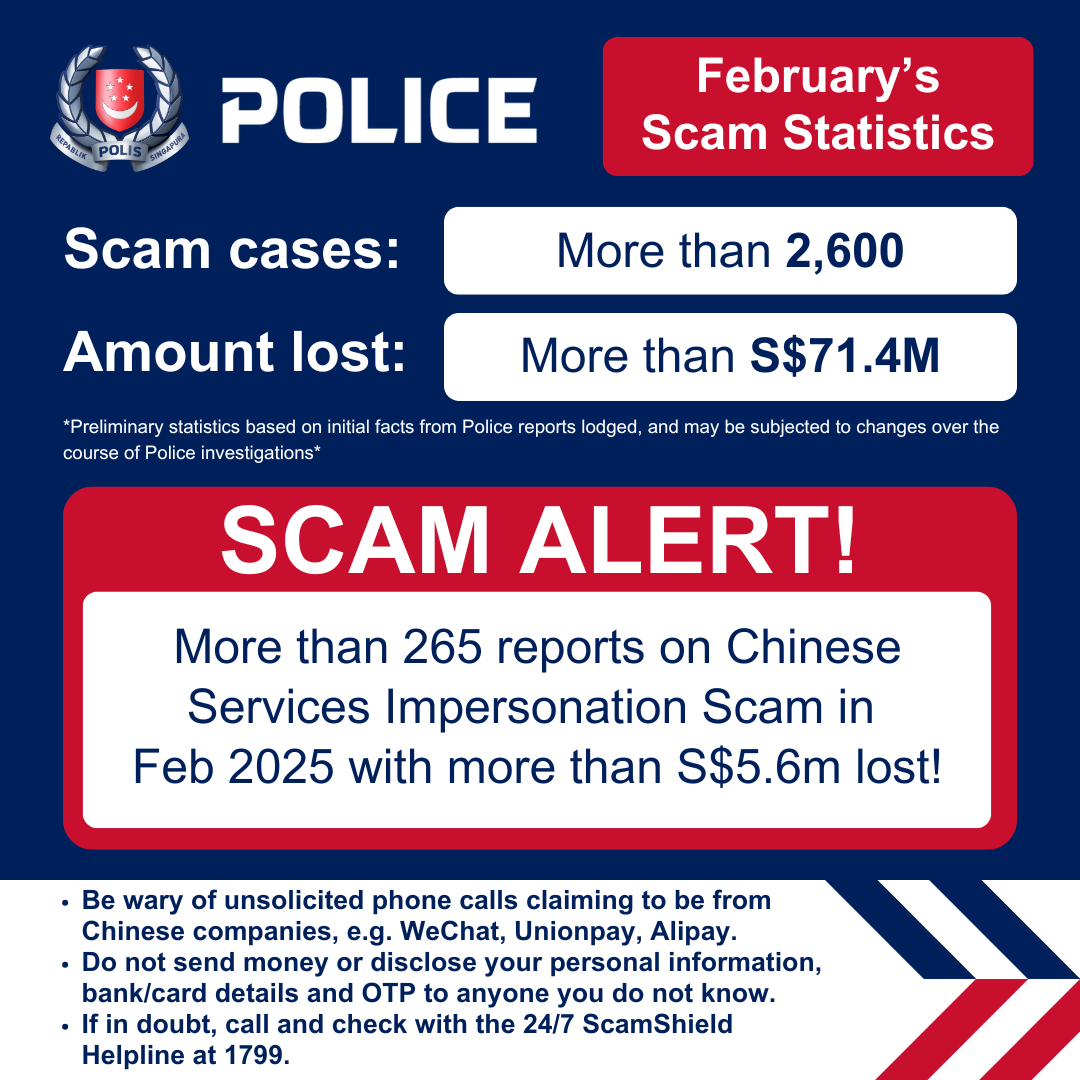 REPABLIK POLIS SINGAPURA
POLICE
February’s
Scam Statistics
Scam cases:
More than 2,600
Amount lost:
More than S$71.4M
*Preliminary statistics based on initial facts from Police reports lodged, and may be subjected to changes over the
course of Police investigations*
SCAM ALERT!
More than 265 reports on Chinese
Services Impersonation Scam in
Feb 2025 with more than S$5.6m lost!
• Be wary of unsolicited phone calls claiming to be from
Chinese companies, e.g. WeChat, Unionpay, Alipay.
• Do not send money or disclose your personal information,
bank/card details and OTP to anyone you do not know.
• If in doubt, call and check with the 24/7 ScamShield
Helpline at 1799.